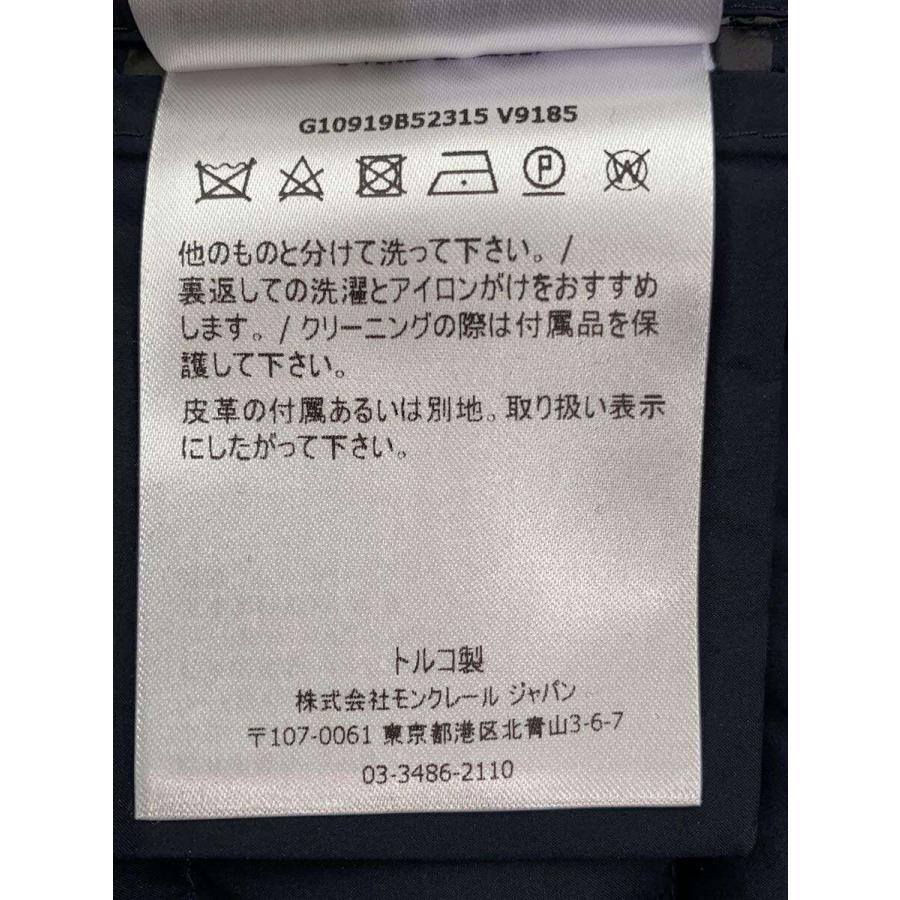 G10919B52315 V9185
P
W
他のものと分けて洗って下さい。/
裏返しての洗濯とアイロンがけをおすすめ
します。/ クリーニングの際は付属品を保
護して下さい。
皮革の付属あるいは別地。取り扱い表示
にしたがって下さい。
トルコ製
株式会社モンクレール ジャパン
〒107-0061 東京都港区北青山3-6-7
03-3486-2110